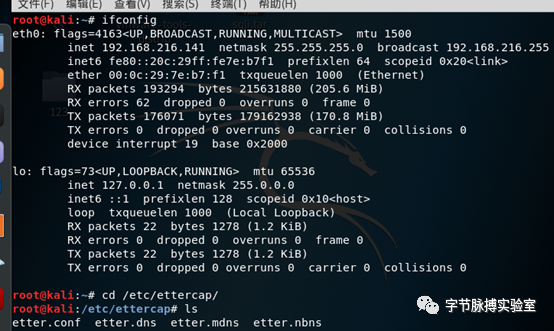 编辑(E) 查看(V) 搜索(S) 终端(T) 帮助(H)
root@kali:~# ifconfig
eth0: flags=4163<UP,BROADCAST,RUNNING,MULTICAST>  mtu 1500
        inet 192.168.216.141  netmask 255.255.255.0  broadcast 192.168.216.255
        inet6 fe80::20c:29ff:fe7e:b7f1  prefixlen 64  scopeid 0x20<link>
        ether 00:0c:29:7e:b7:f1  txqueuelen 1000  (Ethernet)
        RX packets 193294  bytes 215631880 (205.6 MiB)
        RX errors 62  dropped 0  overruns 0  frame 0
        TX packets 176071  bytes 179162938 (170.8 MiB)
        TX errors 0  dropped 0 overruns 0  carrier 0  collisions 0
        device interrupt 19  base 0x2000
lo: flags=73<UP,LOOPBACK,RUNNING>  mtu 65536
        inet 127.0.0.1  netmask 255.0.0.0
        inet6 ::1  prefixlen 128  scopeid 0x10<host>
        loop  txqueuelen 1000  (Local Loopback)
        RX packets 22  bytes 1278 (1.2 KiB)
        RX errors 0  dropped 0  overruns 0  frame 0
        TX packets 22  bytes 1278 (1.2 KiB)
        TX errors 0  dropped 0 overruns 0  carrier 0  collisions 0
root@kali:~# cd /etc/ettercap/
root@kali:/etc/ettercap# ls
etter.conf  etter.dns  etter.mdns  etter.nbns
字节脉搏实验室